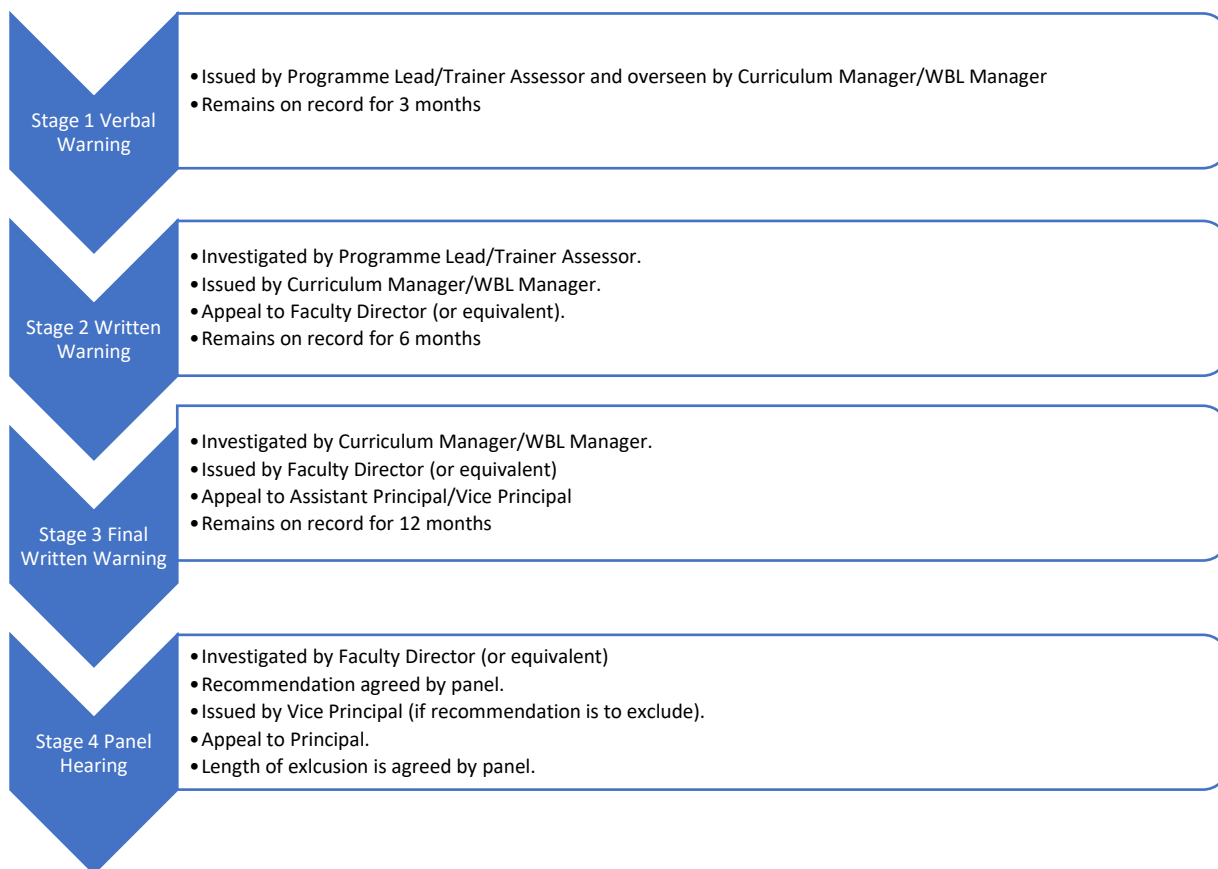 Stage 1 Verbal
Warning
•Issued by Programme Lead/Trainer Assessor and overseen by Curriculum Manager/WBL Manager
•Remains on record for 3 months
Stage 2 Written
Warning
•Investigated by Programme Lead/Trainer Assessor.
•Issued by Curriculum Manager/WBL Manager.
•Appeal to Faculty Director (or equivalent).
•Remains on record for 6 months
Stage 3 Final
Written Warning
•Investigated by Curriculum Manager/WBL Manager.
•Issued by Faculty Director (or equivalent)
•Appeal to Assistant Principal/Vice Principal
•Remains on record for 12 months
Stage 4 Panel
Hearing
•Investigated by Faculty Director (or equivalent)
•Recommendation agreed by panel.
•Issued by Vice Principal (if recommendation is to exclude).
•Appeal to Principal.
•Length of exlcusion is agreed by panel.